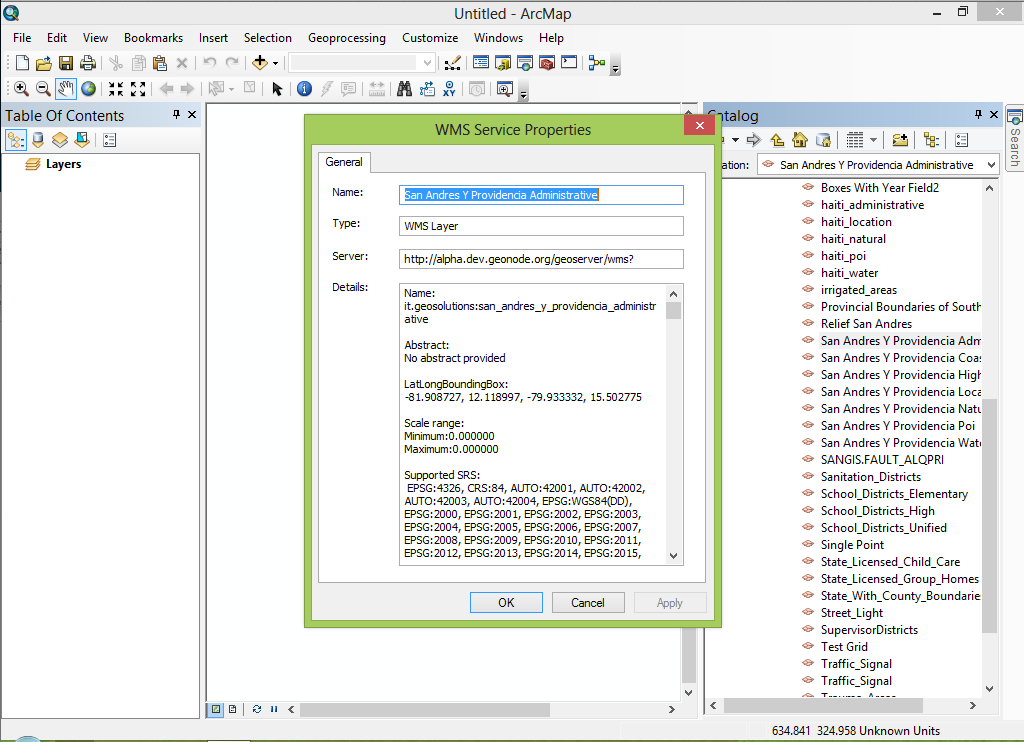 Untitled - ArcMap
File Edit View Bookmarks Insert Selection Geoprocessing Customize Windows Help
Table Of Contents
Layers
WMS Service Properties
General
Name:
San Andres Y Providencia Administrative
Type:
WMS Layer
Server:
http://alpha.dev.geonode.org/geoserver/wms?
Details:
Name:
it.geosolutions:san_andres_y_providencia_administr
ative
Abstract:
No abstract provided
LatLongBoundingBox:
-81.908727, 12.118997, -79.933332, 15.502775
Scale range:
Minimum:0.000000
Maximum:0.000000
Supported SRS:
EPSG:4326, CRS:84, AUTO:42001, AUTO:42002,
AUTO:42003, AUTO:42004, EPSG:WGS84(DD),
EPSG:2000, EPSG:2001, EPSG:2002, EPSG:2003,
EPSG:2004, EPSG:2005, EPSG:2006, EPSG:2007,
EPSG:2008, EPSG:2009, EPSG:2010, EPSG:2011,
EPSG:2012, EPSG:2013, EPSG:2014, EPSG:2015,
OK Cancel Apply
Catalog
ation: San Andres Y Providencia Administrative
Search
Boxes With Year Field2
haiti_administrative
haiti_location
haiti_natural
haiti_poi
haiti_water
irrigated_areas
Provincial Boundaries of South
Relief San Andres
San Andres Y Providencia Adm
San Andres Y Providencia Coas
San Andres Y Providencia High
San Andres Y Providencia Loca
San Andres Y Providencia Natu
San Andres Y Providencia Poi
San Andres Y Providencia Wate
SANGIS.FAULT_ALQPRI
Sanitation_Districts
School_Districts_Elementary
School_Districts_High
School_Districts_Unified
Single Point
State_Licensed_Child_Care
State_Licensed_Group_Homes
State_With_County_Boundarie
Street_Light
SupervisorDistricts
Test Grid
Traffic_Signal
Traffic_Signal
634.841 324.958 Unknown Units